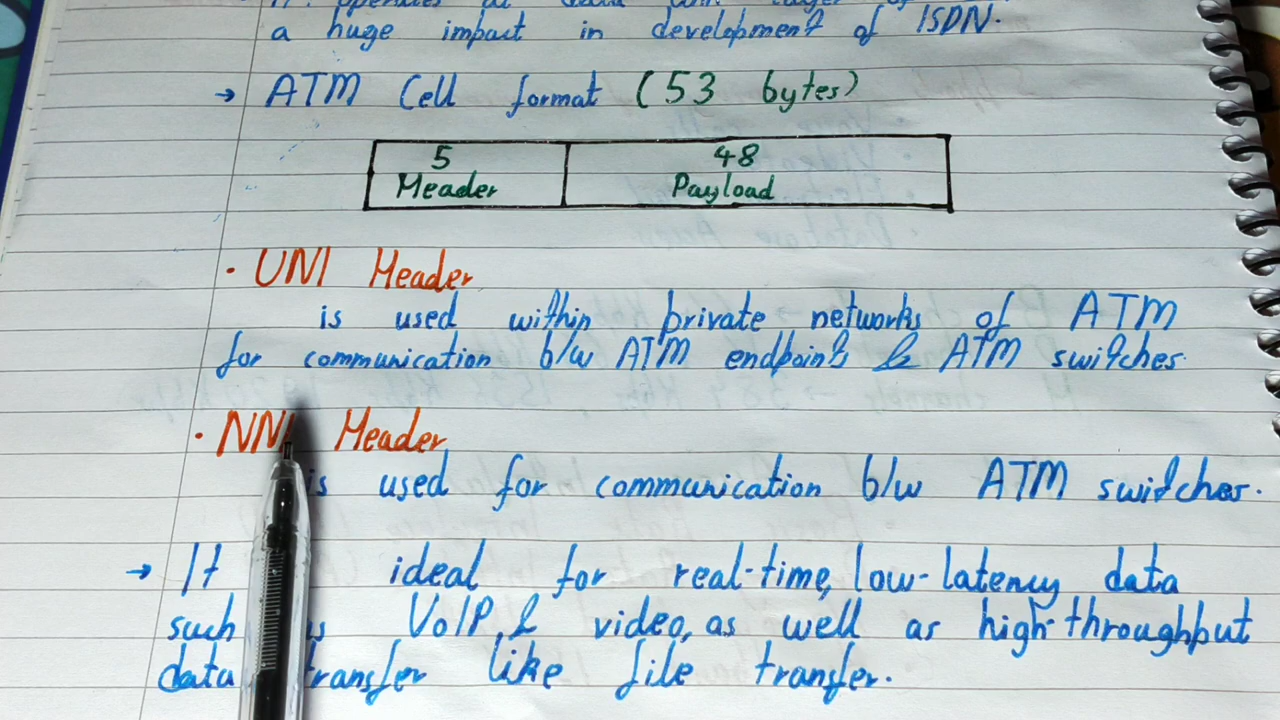 a huge impact in development of ISDN.
→ ATM Cell format (53 bytes)
5 48
Header Payload
• UNI Header
is used within private networks of ATM
for communication b/w ATM endpoints & ATM switches.
• NNI Header
is used for communication b/w ATM switches.
→ It ideal for real-time, low-latency data
such as VoIP, & video, as well as high-throughput
data transfer like file transfer.